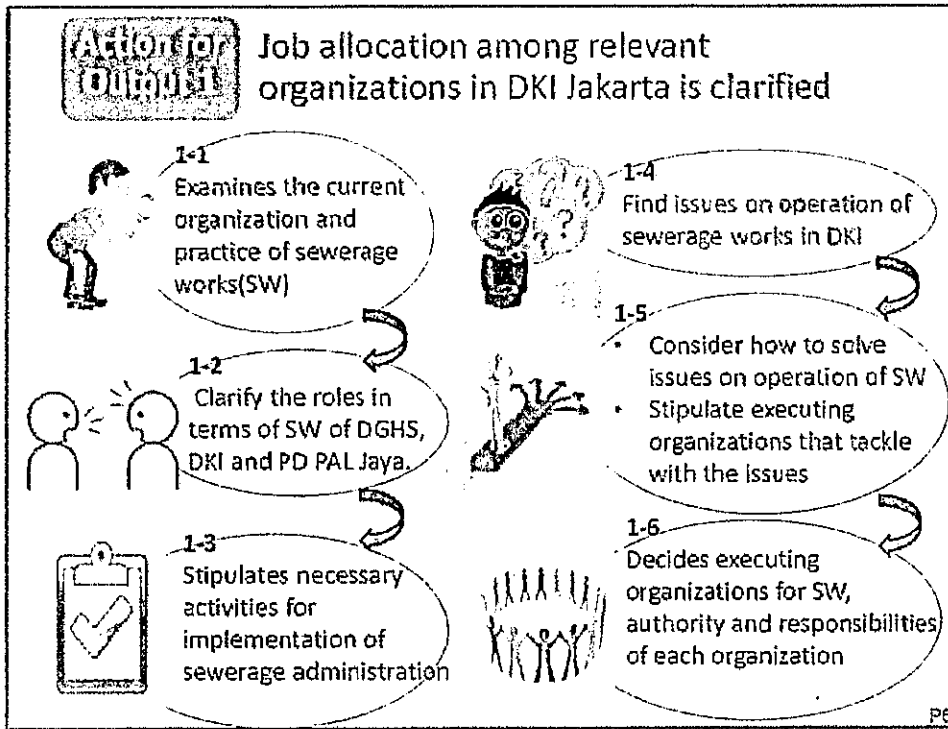 Action for
Output 1
Job allocation among relevant
organizations in DKI Jakarta is clarified
1-1
Examines the current
organization and
practice of sewerage
works(SW)
1-2
Clarify the roles in
terms of SW of DGHS,
DKI and PD PAL Jaya.
1-3
Stipulates necessary
activities for
implementation of
sewerage administration
1-4
Find issues on operation of
sewerage works in DKI
1-5
• Consider how to solve
issues on operation of SW
• Stipulate executing
organizations that tackle
with the issues
1-6
Decides executing
organizations for SW,
authority and responsibilities
of each organization
P6